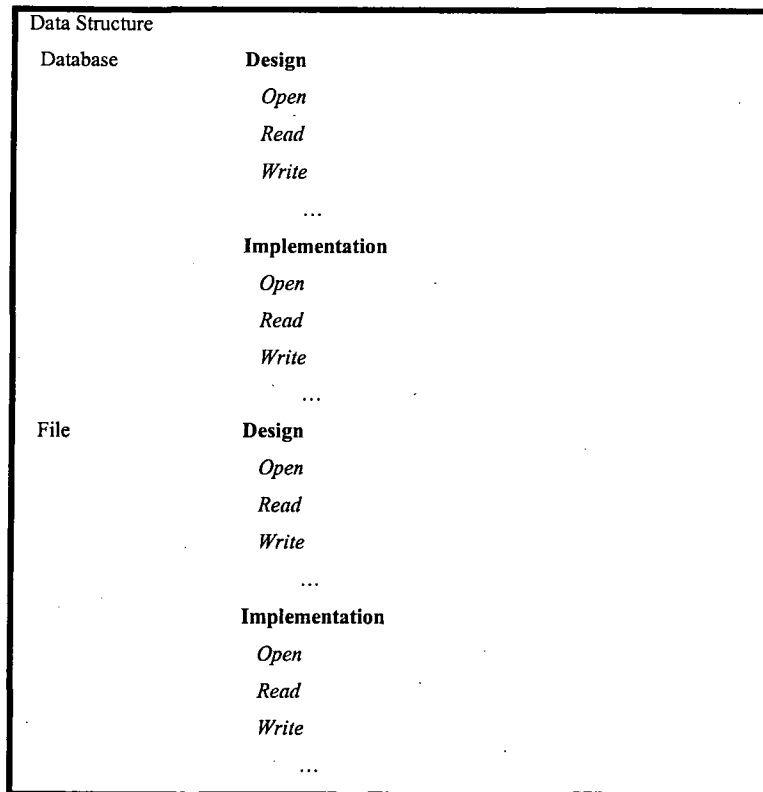 Data Structure
Database Design
Open
Read
Write
...
Implementation
Open
Read
Write
...
File Design
Open
Read
Write
...
Implementation
Open
Read
Write
...